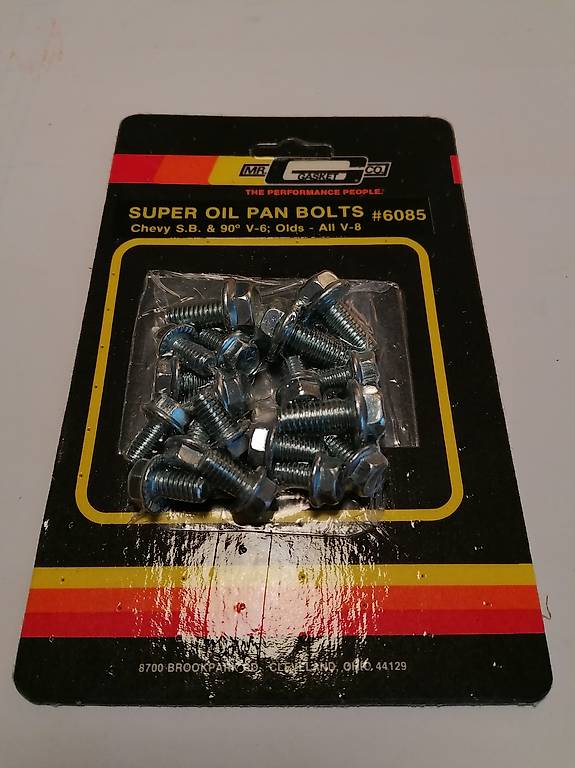 MR. GASKET CO.
THE PERFORMANCE PEOPLE.
SUPER OIL PAN BOLTS #6085
Chevy S.B. & 90° V-6; Olds - All V-8
8700 BROOKPARK RD. CLEVELAND, OHIO 44129